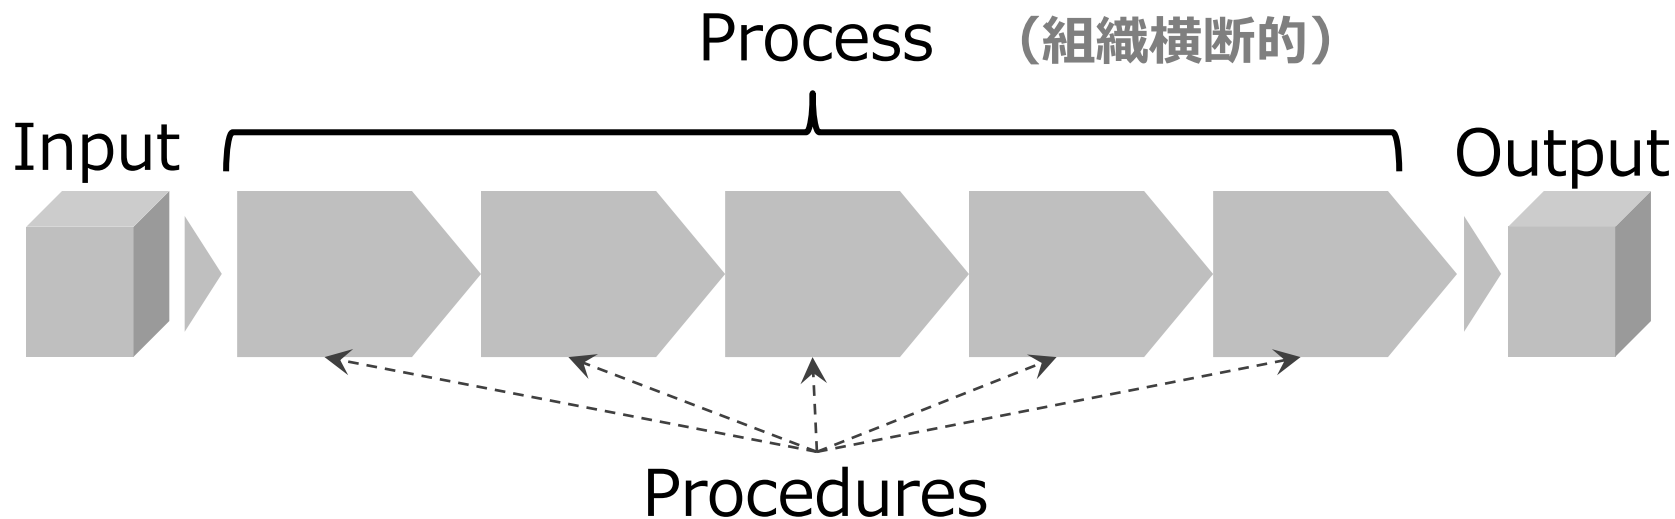 Process （組織横断的）
Input
Output
Procedures